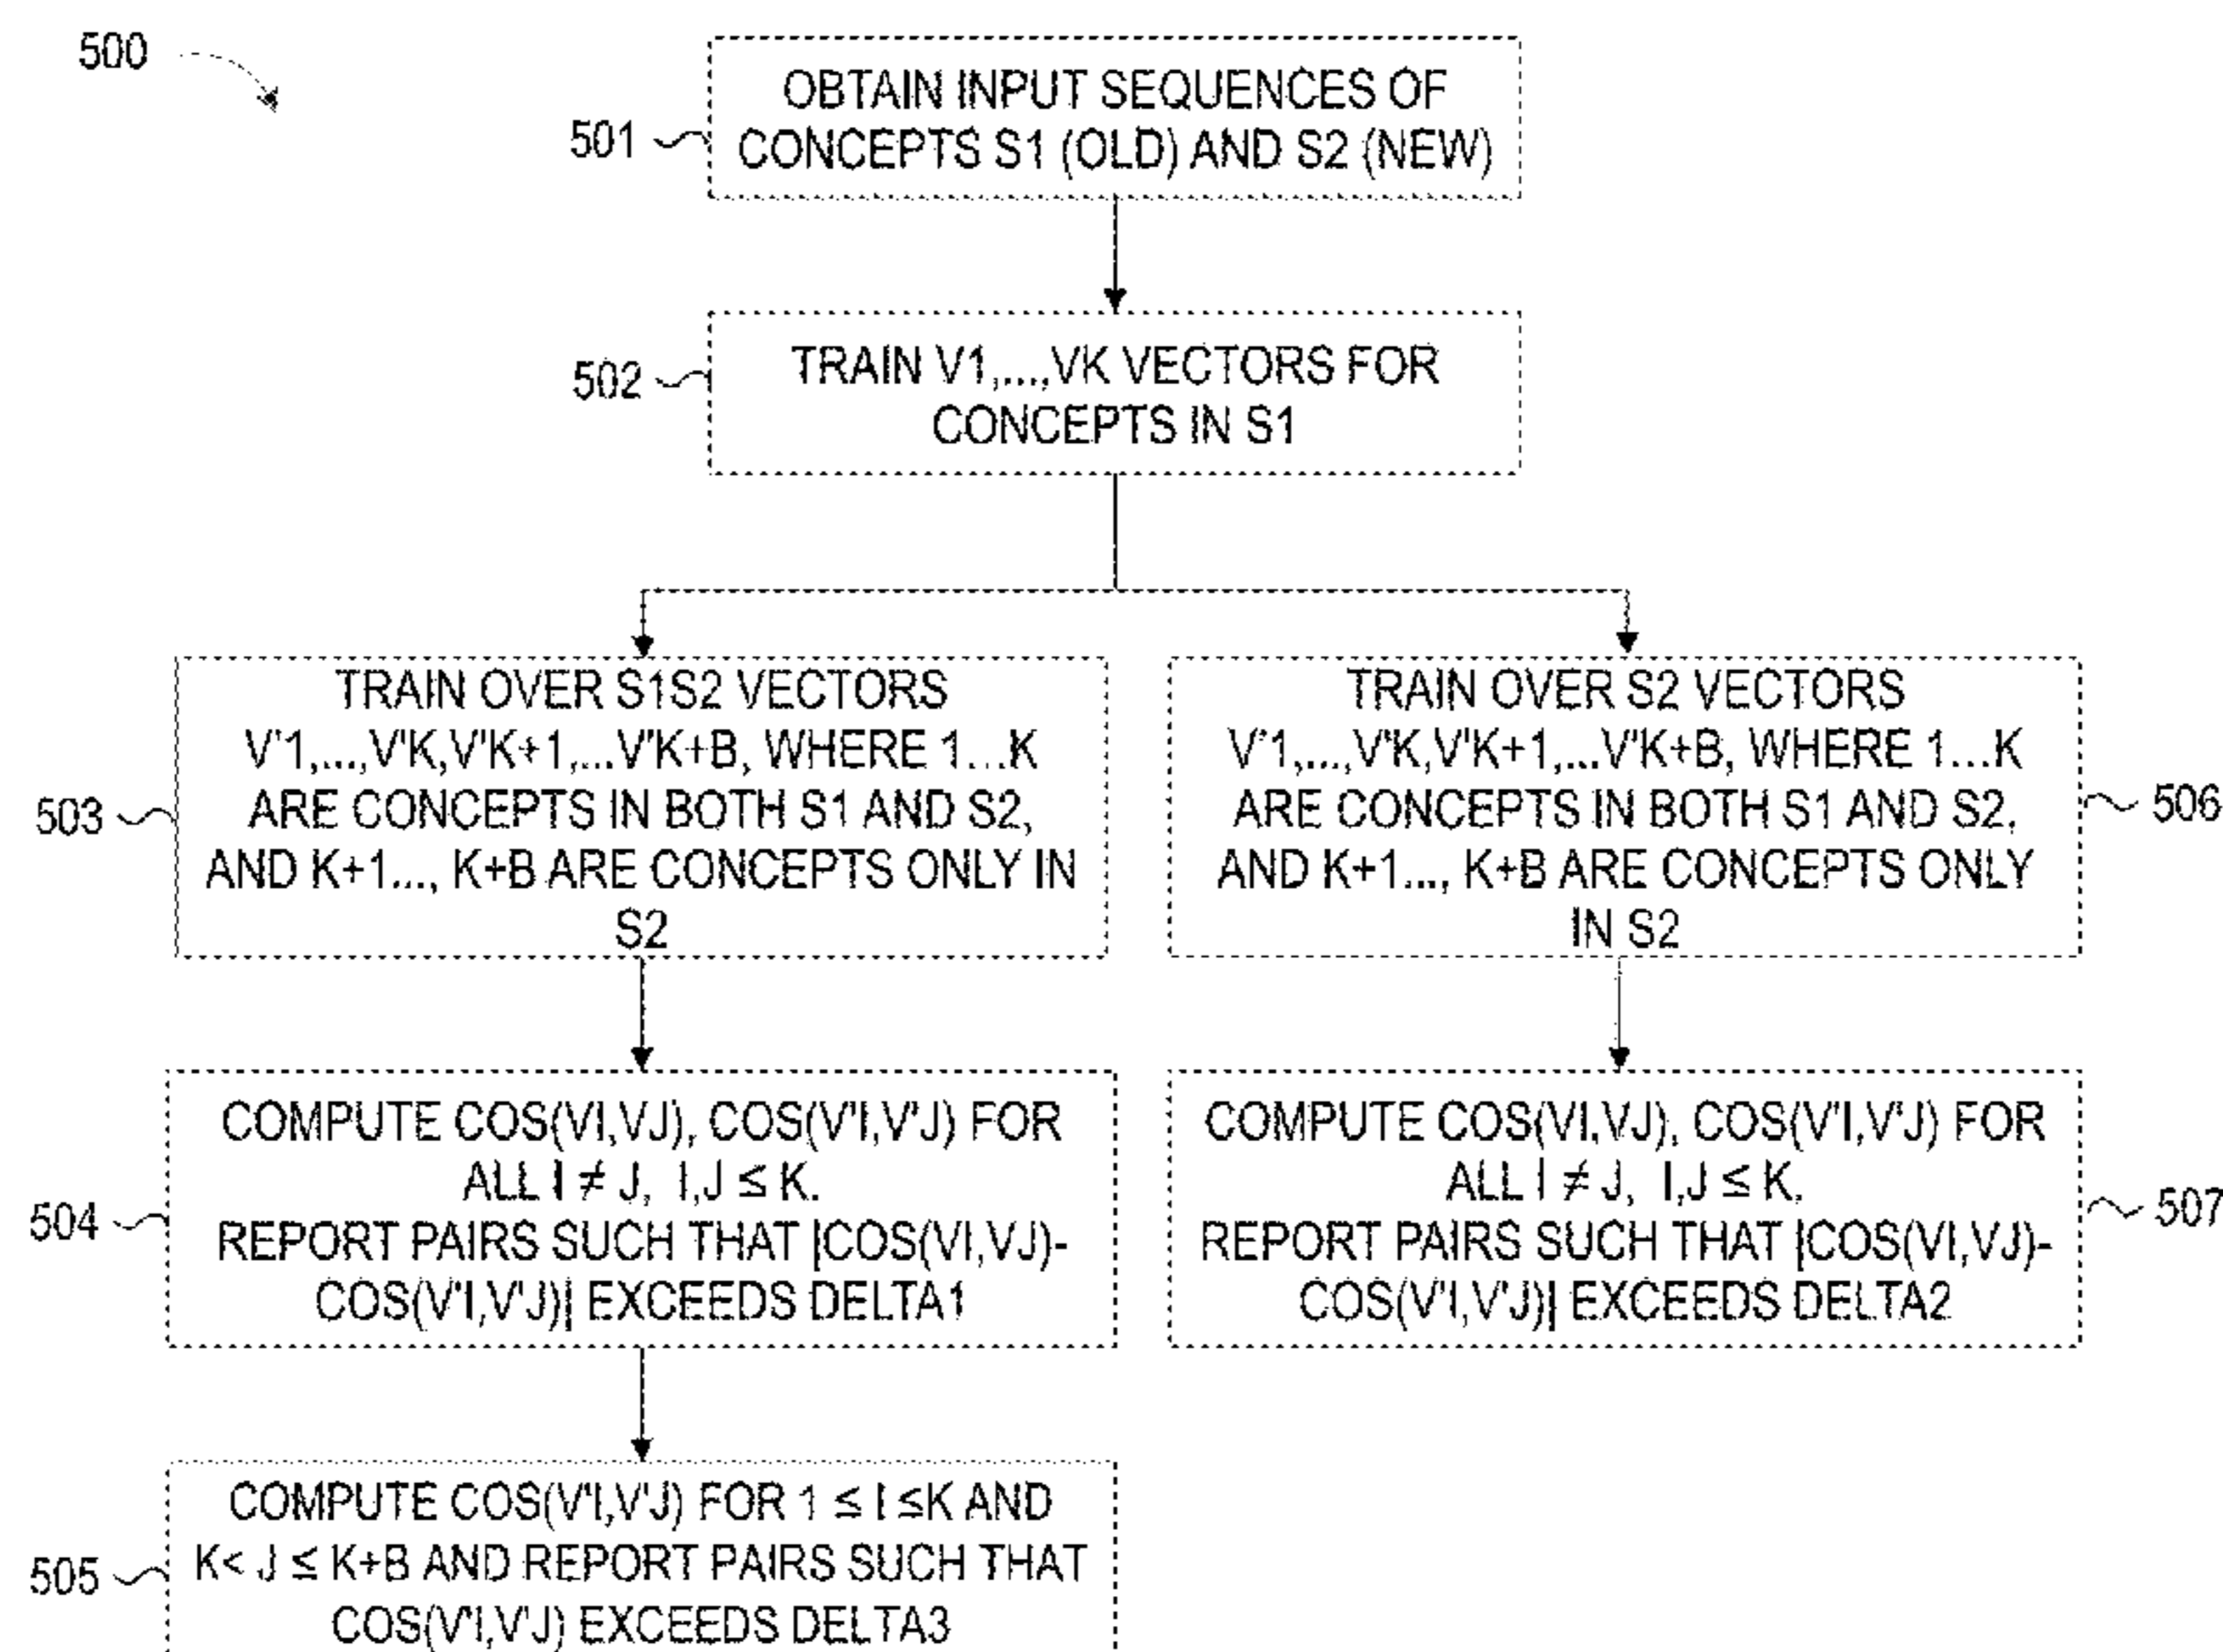 500
OBTAIN INPUT SEQUENCES OF
CONCEPTS S1 (OLD) AND S2 (NEW)
501
TRAIN V1,...,VK VECTORS FOR
CONCEPTS IN S1
502
TRAIN OVER S1S2 VECTORS
V'1,...,V'K,V'K+1,...V'K+B, WHERE 1...K
ARE CONCEPTS IN BOTH S1 AND S2,
AND K+1..., K+B ARE CONCEPTS ONLY IN
S2
503
TRAIN OVER S2 VECTORS
V'1,...,V'K,V'K+1,...V'K+B, WHERE 1...K
ARE CONCEPTS IN BOTH S1 AND S2,
AND K+1..., K+B ARE CONCEPTS ONLY
IN S2
506
COMPUTE COS(VI,VJ), COS(V'I,V'J) FOR
ALL I ≠ J, I,J ≤ K.
REPORT PAIRS SUCH THAT |COS(VI,VJ)-
COS(V'I,V'J)| EXCEEDS DELTA1
504
COMPUTE COS(VI,VJ), COS(V'I,V'J) FOR
ALL I ≠ J, I,J ≤ K.
REPORT PAIRS SUCH THAT |COS(VI,VJ)-
COS(V'I,V'J)| EXCEEDS DELTA2
507
COMPUTE COS(V'I,V'J) FOR 1 ≤ I ≤K AND
K< J ≤ K+B AND REPORT PAIRS SUCH THAT
COS(V'I,V'J) EXCEEDS DELTA3
505